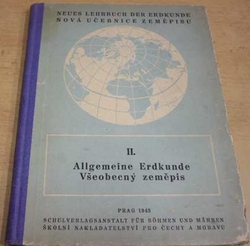 NEUES LEHRBUCH DER ERDKUNDE
NOVÁ UČEBNICE ZEMĚPISU
II.
Allgemeine Erdkunde
Všeobecný zeměpis
PRAG 1943
SCHULVERLAGSANSTALT FÜR BÖHMEN UND MÄHREN
ŠKOLNÍ NAKLADATELSTVÍ PRO ČECHY A MORAVU